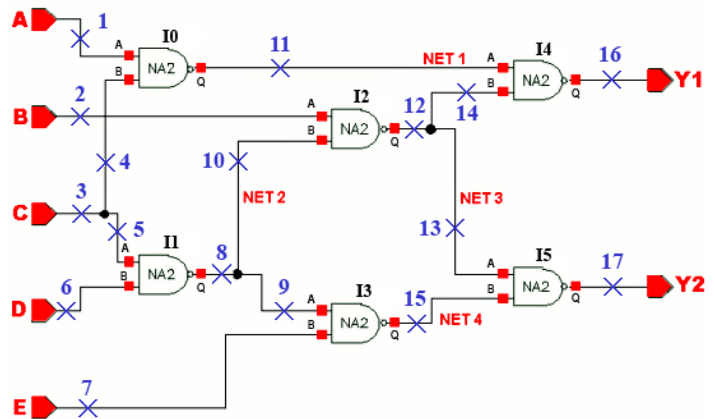 A
1
I0
A
NA2
B
Q
11
NET 1
I4
A
NA2
B
Q
16
Y1
2
B
I2
A
NA2
B
Q
12
14
4
10
3
C
5
NET 2
NET 3
13
I1
A
NA2
B
Q
8
6
D
9
I3
A
NA2
B
Q
15
NET 4
I5
A
NA2
B
Q
17
Y2
7
E